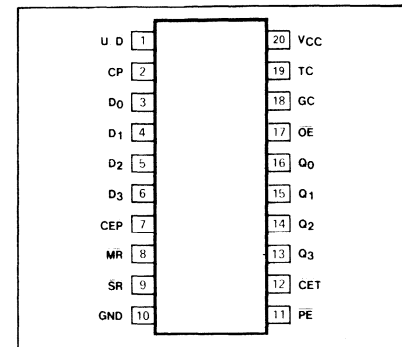 U D 1 20 VCC
CP 2 19 TC
D0 3 18 GC
D1 4 17 OE
D2 5 16 Q0
D3 6 15 Q1
CEP 7 14 Q2
MR 8 13 Q3
SR 9 12 CET
GND 10 11 PE